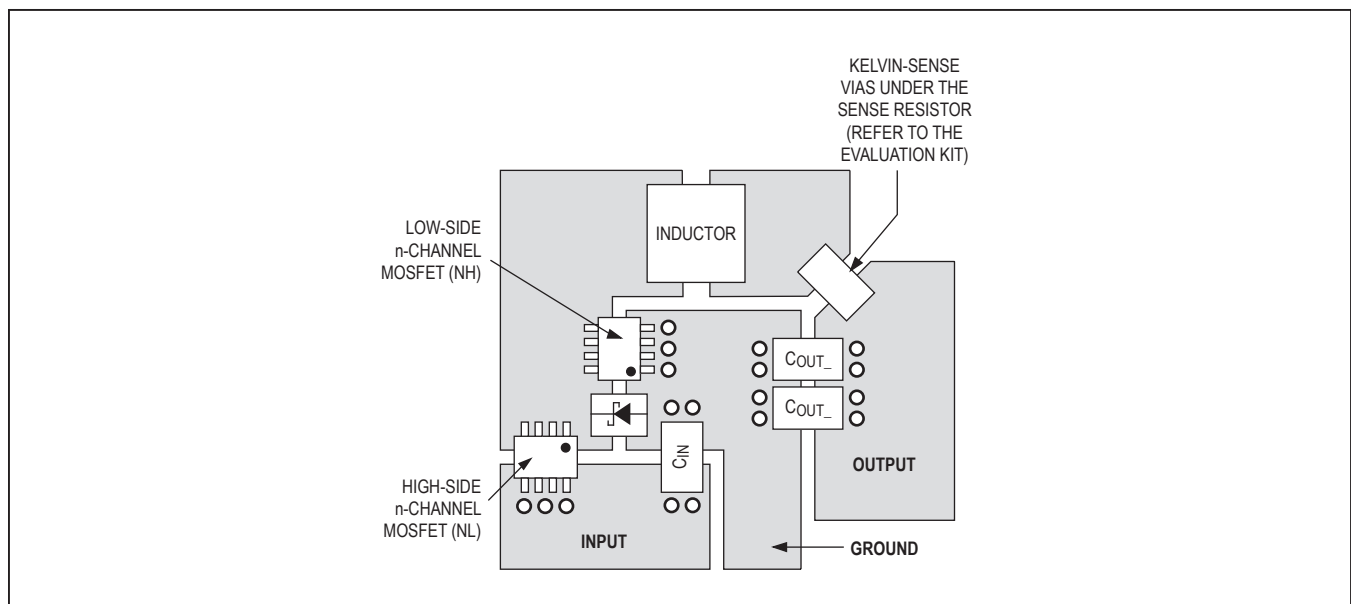 KELVIN-SENSE
VIAS UNDER THE
SENSE RESISTOR
(REFER TO THE
EVALUATION KIT)
INDUCTOR
LOW-SIDE
n-CHANNEL
MOSFET (NH)
COUT_
COUT_
CIN
OUTPUT
HIGH-SIDE
n-CHANNEL
MOSFET (NL)
INPUT
GROUND